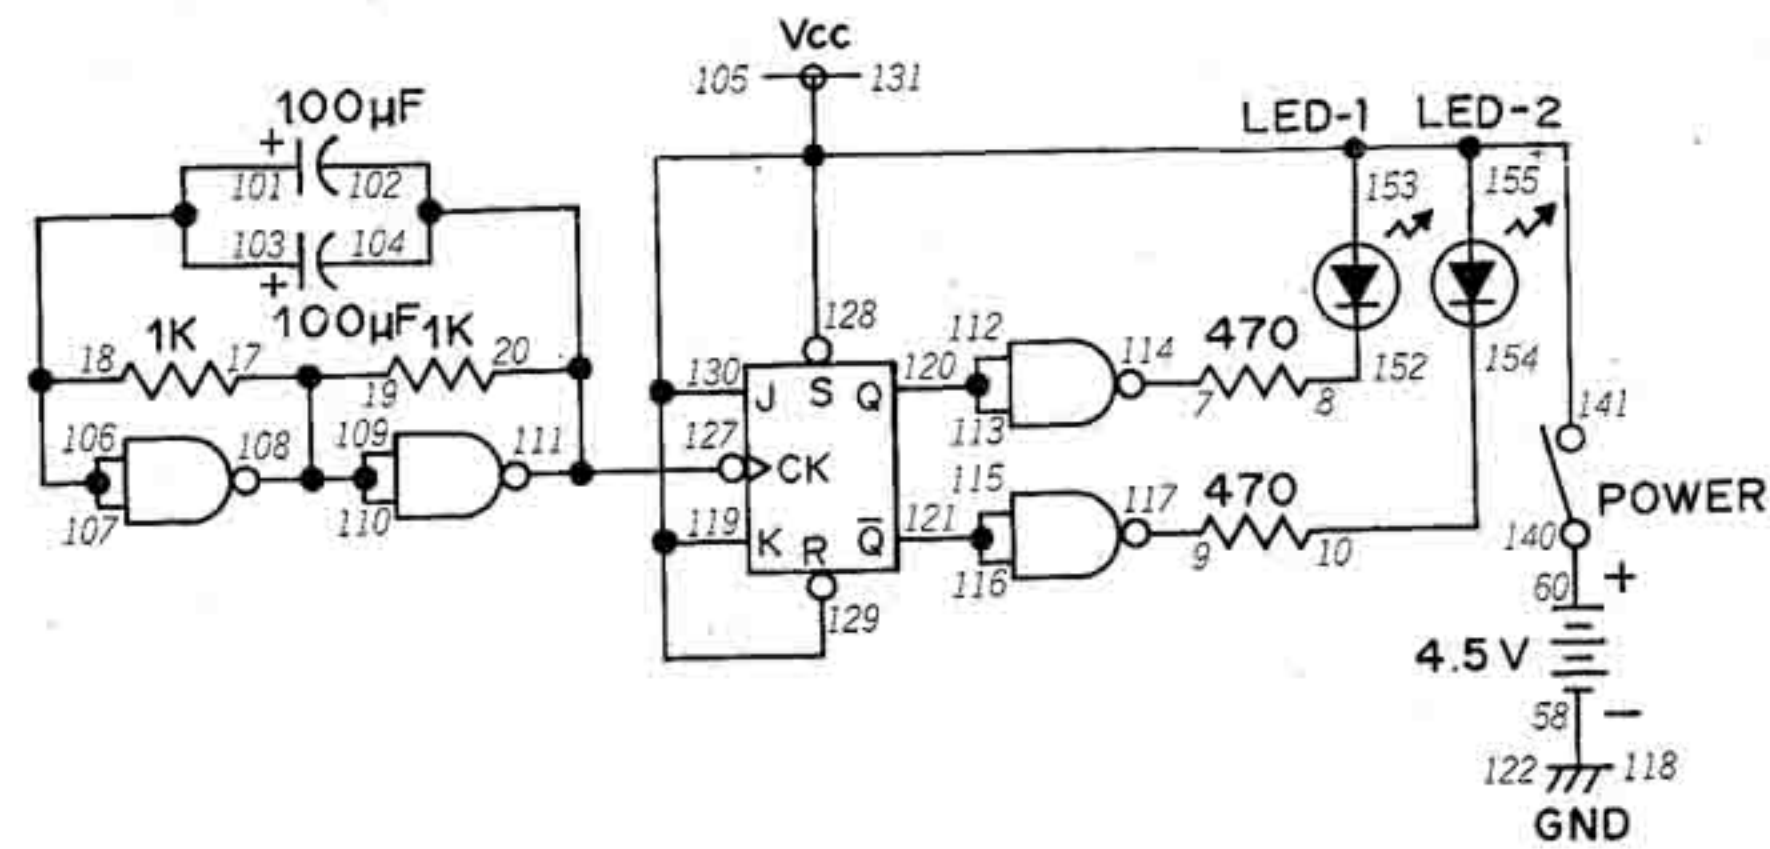 Vcc
105 131
100µF
+
101 102
103 104
+
100µF
LED-1 LED-2
153 155
152 154
1K
18 17
1K
19 20
106
107
108
109
110
111
128
130 J S Q 120
127 CK
119 K R Q̅ 121
129
112
113
114
470
7 8
115
116
117
470
9 10
141
POWER
140
60 +
4.5V
58 −
122 118
GND